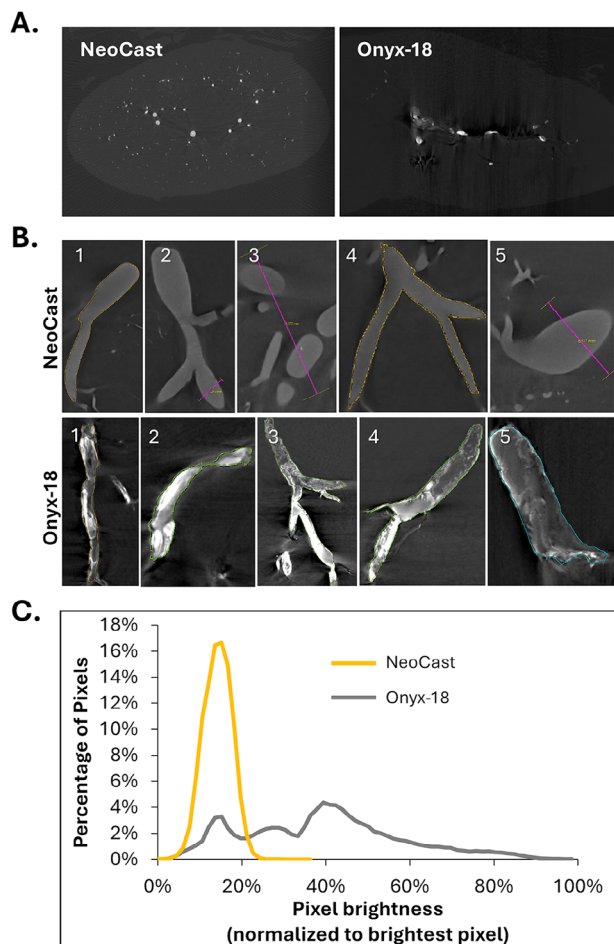 A.
NeoCast
Onyx-18
B.
NeoCast
1
2
3
4
5
Onyx-18
1
2
3
4
5
C.
Percentage of Pixels
18%
16%
14%
12%
10%
8%
6%
4%
2%
0%
NeoCast
Onyx-18
0%
20%
40%
60%
80%
100%
Pixel brightness
(normalized to brightest pixel)